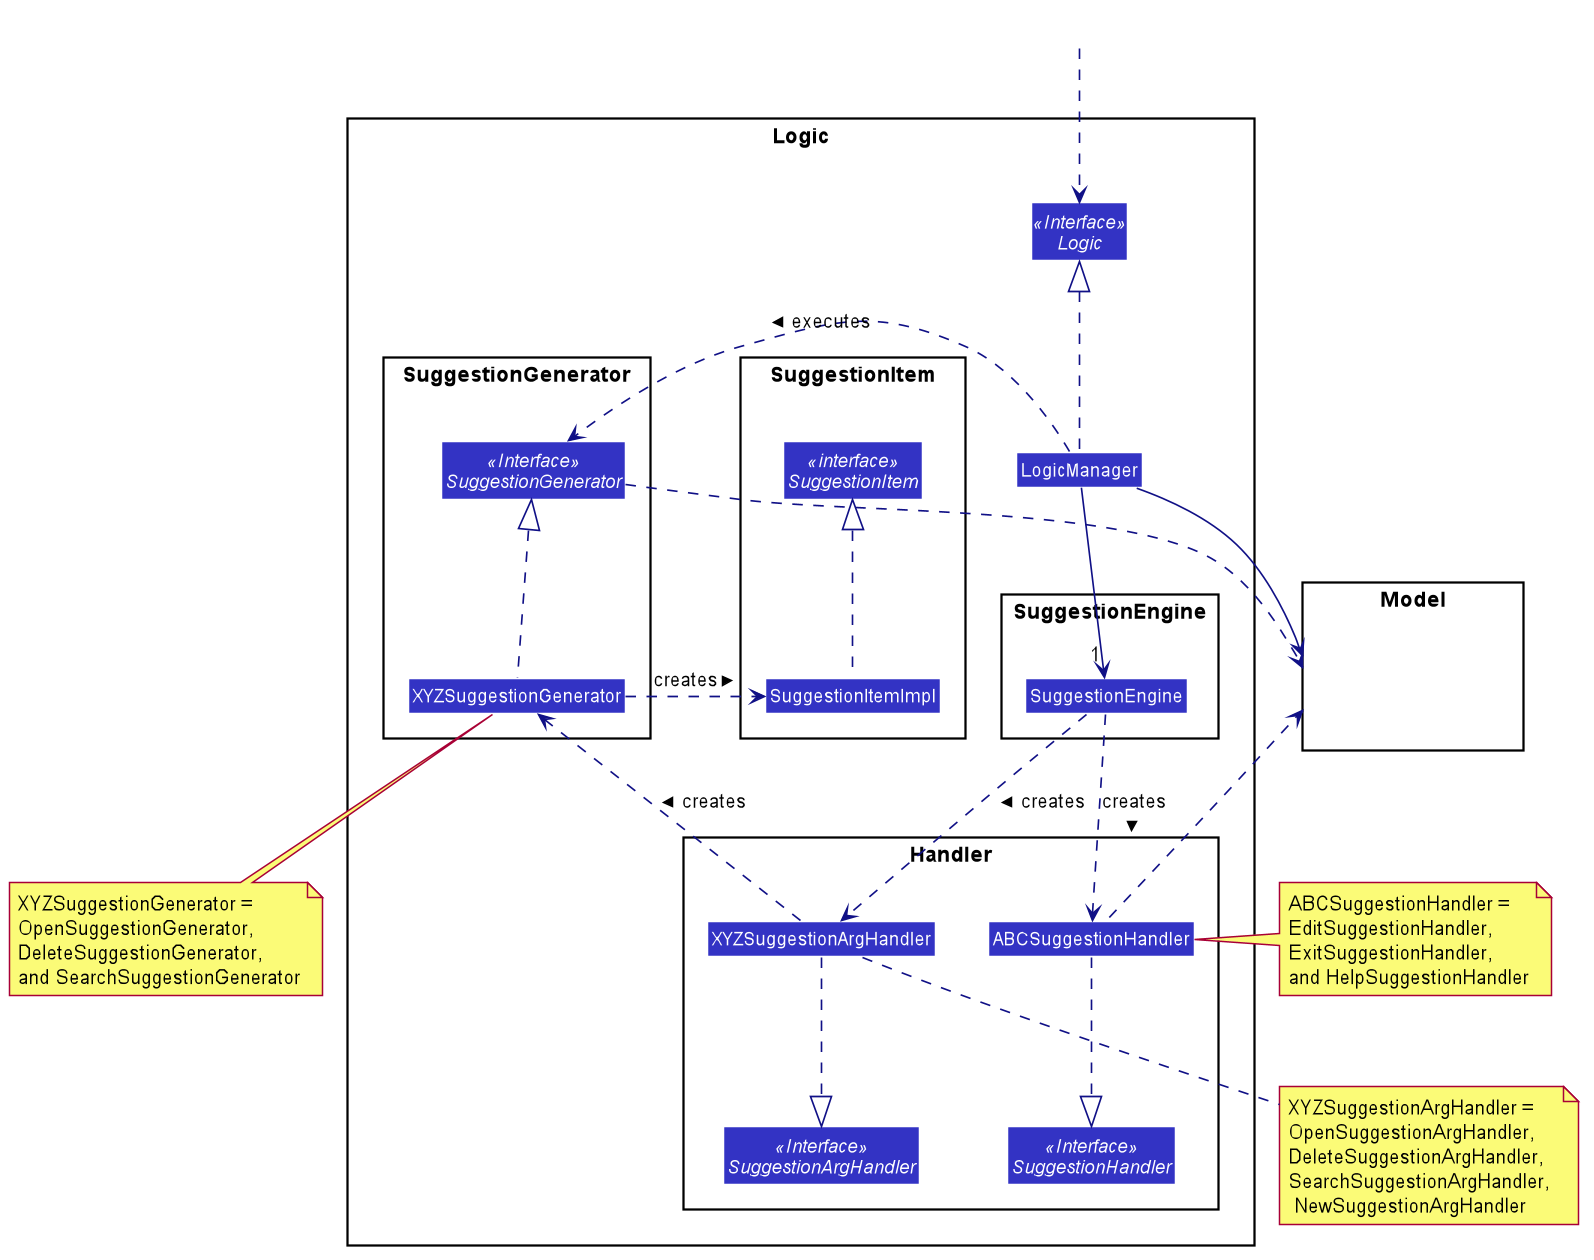 Logic
«Interface»
Logic
◄ executes
SuggestionGenerator
SuggestionItem
«Interface»
SuggestionGenerator
«interface»
SuggestionItem
LogicManager
SuggestionEngine
Model
1
creates ►
XYZSuggestionGenerator
SuggestionItemImpl
SuggestionEngine
◄ creates
◄ creates
creates
▼
Handler
XYZSuggestionGenerator =
OpenSuggestionGenerator,
DeleteSuggestionGenerator,
and SearchSuggestionGenerator
XYZSuggestionArgHandler
ABCSuggestionHandler
ABCSuggestionHandler =
EditSuggestionHandler,
ExitSuggestionHandler,
and HelpSuggestionHandler
«Interface»
SuggestionArgHandler
«Interface»
SuggestionHandler
XYZSuggestionArgHandler =
OpenSuggestionArgHandler,
DeleteSuggestionArgHandler,
SearchSuggestionArgHandler,
NewSuggestionArgHandler